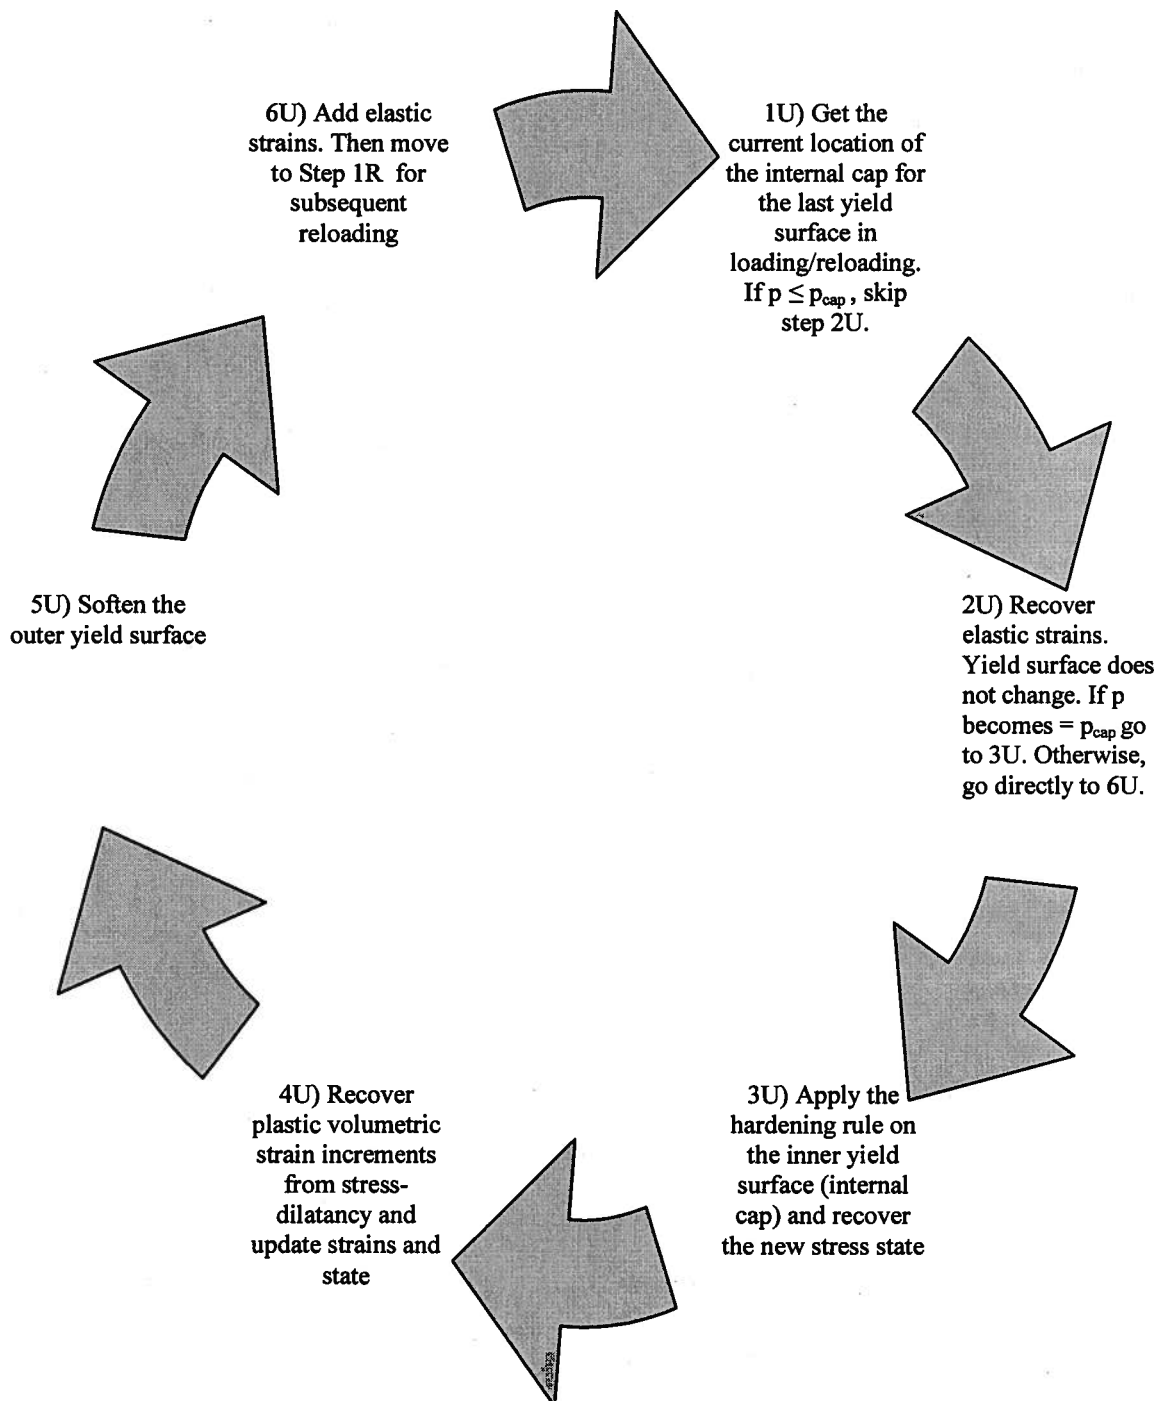 6U) Add elastic
strains. Then move
to Step 1R for
subsequent
reloading
1U) Get the
current location of
the internal cap for
the last yield
surface in
loading/reloading.
If p ≤ pcap , skip
step 2U.
2U) Recover
elastic strains.
Yield surface does
not change. If p
becomes = pcap go
to 3U. Otherwise,
go directly to 6U.
3U) Apply the
hardening rule on
the inner yield
surface (internal
cap) and recover
the new stress state
4U) Recover
plastic volumetric
strain increments
from stress-
dilatancy and
update strains and
state
5U) Soften the
outer yield surface